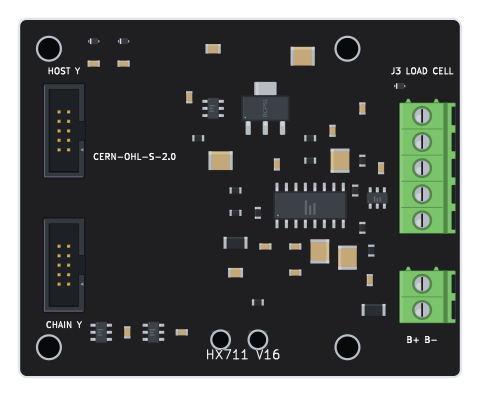 HOST Y
J3 LOAD CELL
CERN-OHL-S-2.0
CHAIN Y
HX711 V16
B+ B-